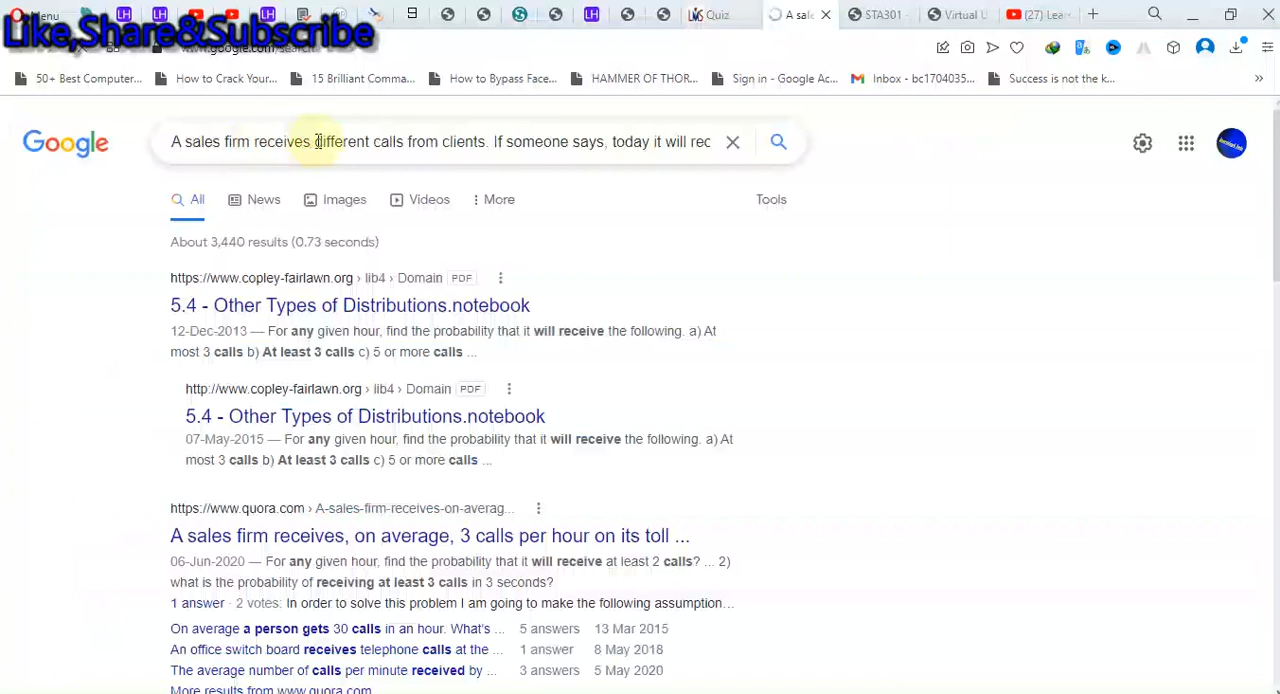 Menu LH LH LH LH Quiz A sale STA301 - Virtual U (27) Lea
Like,Share&Subscribe
www.google.com/search
50+ Best Computer... How to Crack Your... 15 Brilliant Comma... How to Bypass Face... HAMMER OF THOR... Sign in - Google Ac... Inbox - bc1704035... Success is not the k... »
Google
A sales firm receives different calls from clients. If someone says, today it will rec
All News Images Videos More Tools
About 3,440 results (0.73 seconds)
https://www.copley-fairlawn.org › lib4 › Domain PDF
5.4 - Other Types of Distributions.notebook
12-Dec-2013 — For any given hour, find the probability that it will receive the following. a) At
most 3 calls b) At least 3 calls c) 5 or more calls ...
http://www.copley-fairlawn.org › lib4 › Domain PDF
5.4 - Other Types of Distributions.notebook
07-May-2015 — For any given hour, find the probability that it will receive the following. a) At
most 3 calls b) At least 3 calls c) 5 or more calls ...
https://www.quora.com › A-sales-firm-receives-on-averag...
A sales firm receives, on average, 3 calls per hour on its toll ...
06-Jun-2020 — For any given hour, find the probability that it will receive at least 2 calls? ... 2)
what is the probability of receiving at least 3 calls in 3 seconds?
1 answer · 2 votes: In order to solve this problem I am going to make the following assumption...
On average a person gets 30 calls in an hour. What's ... 5 answers 13 Mar 2015
An office switch board receives telephone calls at the ... 1 answer 8 May 2018
The average number of calls per minute received by ... 3 answers 5 May 2020
More results from www.quora.com